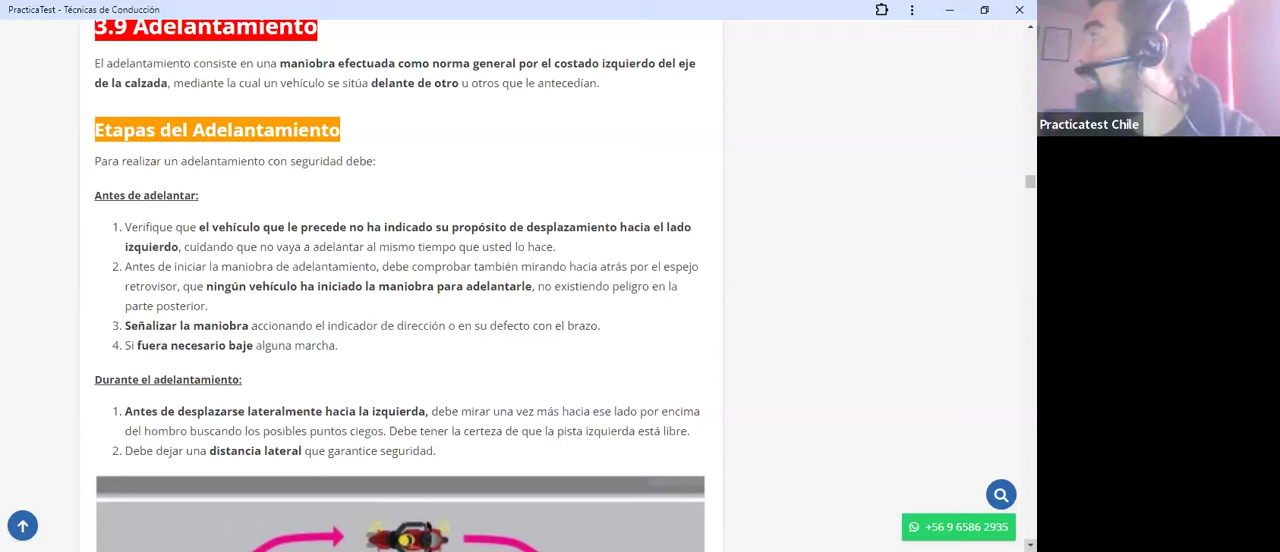 PracticaTest - Técnicas de Conducción
3.9 Adelantamiento
El adelantamiento consiste en una maniobra efectuada como norma general por el costado izquierdo del eje
de la calzada, mediante la cual un vehículo se sitúa delante de otro u otros que le antecedían.
Etapas del Adelantamiento
Para realizar un adelantamiento con seguridad debe:
Antes de adelantar:
1. Verifique que el vehículo que le precede no ha indicado su propósito de desplazamiento hacia el lado
izquierdo, cuidando que no vaya a adelantar al mismo tiempo que usted lo hace.
2. Antes de iniciar la maniobra de adelantamiento, debe comprobar también mirando hacia atrás por el espejo
retrovisor, que ningún vehículo ha iniciado la maniobra para adelantarle, no existiendo peligro en la
parte posterior.
3. Señalizar la maniobra accionando el indicador de dirección o en su defecto con el brazo.
4. Si fuera necesario baje alguna marcha.
Durante el adelantamiento:
1. Antes de desplazarse lateralmente hacia la izquierda, debe mirar una vez más hacia ese lado por encima
del hombro buscando los posibles puntos ciegos. Debe tener la certeza de que la pista izquierda está libre.
2. Debe dejar una distancia lateral que garantice seguridad.
+56 9 6586 2935
Practicatest Chile